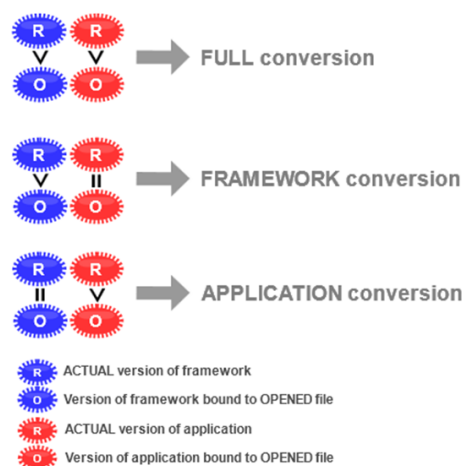 R R
V V
O O
FULL conversion
R R
V =
O O
FRAMEWORK conversion
R R
= V
O O
APPLICATION conversion
R ACTUAL version of framework
O Version of framework bound to OPENED file
R ACTUAL version of application
O Version of application bound to OPENED file